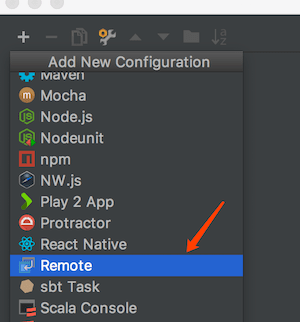 Add New Configuration
Maven
Mocha
Node.js
Nodeunit
npm
NW.js
Play 2 App
Protractor
React Native
Remote
sbt Task
Scala Console